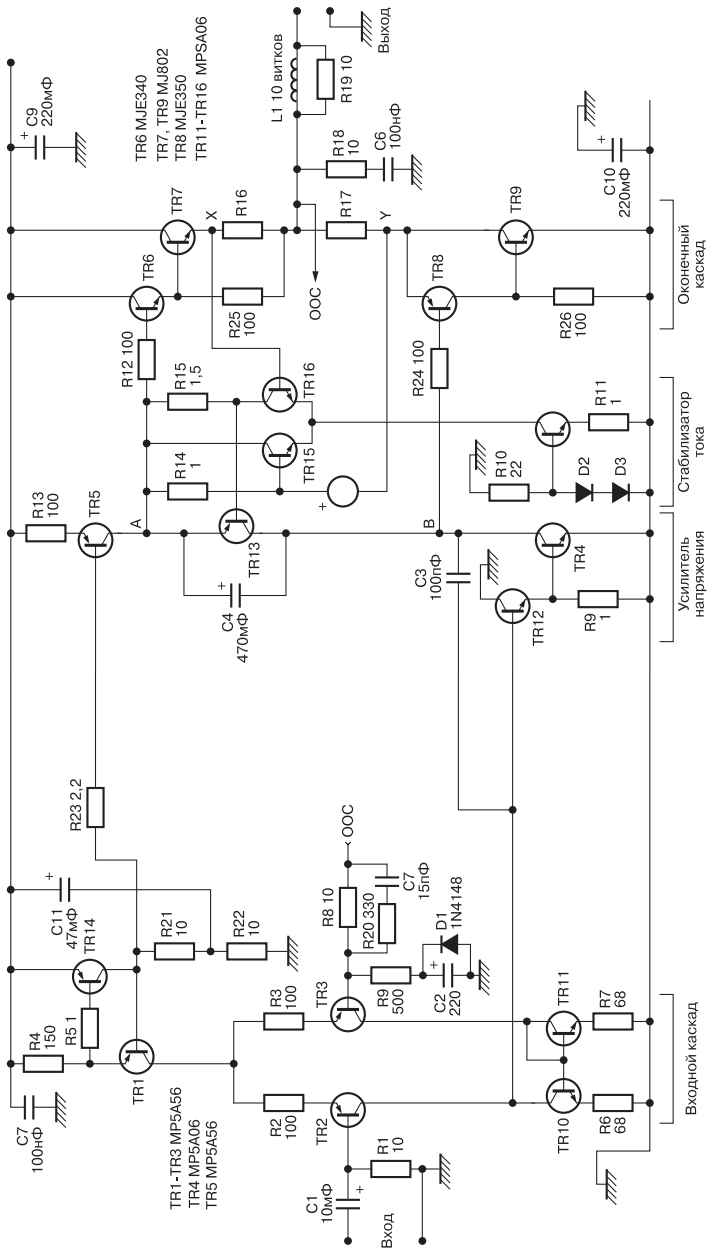 C9
220мФ
TR6 MJE340
TR7, TR9 MJ802
TR8 MJE350
TR11-TR16 MPSA06
L1 10 витков
R19 10
Выход
R18
10
C6
100нФ
C10
220мФ
TR7
X
R16
R17
Y
TR9
TR6
R25
100
ООС
TR8
R26
100
Оконечный
каскад
R12 100
R15
1,5
TR16
R24 100
R14
1
TR15
+
R10
22
D2
D3
R11
1
Стабилизатор
тока
R13
100
TR5
A
TR13
C4
470мФ
B
C3
100пФ
TR4
TR12
R9
1
Усилитель
напряжения
R23 2,2
C11
47мФ
TR14
R21
10
R22
10
R4
150
R5 1
TR1
C7
100нФ
TR1-TR3 MP5A56
TR4 MP5A06
TR5 MP5A56
ООС
R8 10
C7
15пФ
R20 330
R9
500
D1
1N4148
C2
220
R3
100
TR3
R2
100
TR2
TR11
R7
68
TR10
R6
68
Входной каскад
C1
10мФ
R1
10
Вход